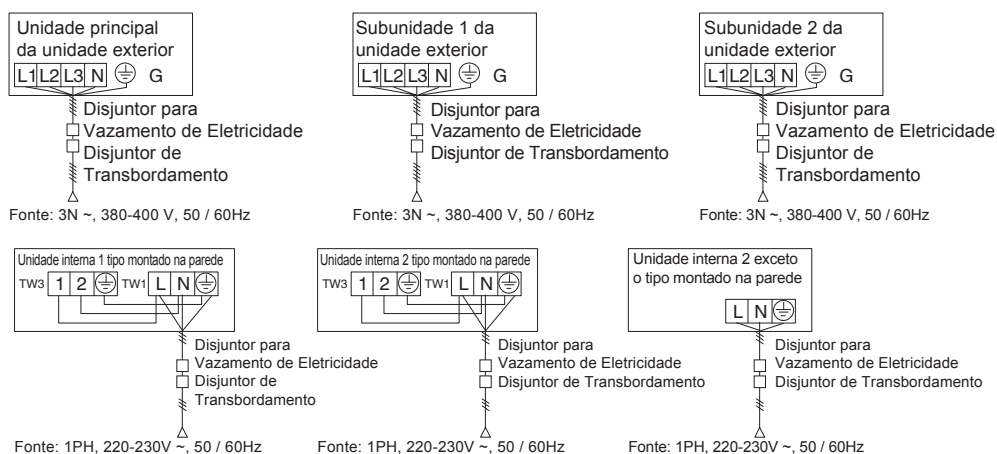 Unidade principal
da unidade exterior
L1 L2 L3 N G
Disjuntor para
Vazamento de Eletricidade
Disjuntor de
Transbordamento
Fonte: 3N ~, 380-400 V, 50 / 60Hz
Subunidade 1 da
unidade exterior
L1 L2 L3 N G
Disjuntor para
Vazamento de Eletricidade
Disjuntor de Transbordamento
Fonte: 3N ~, 380-400 V, 50 / 60Hz
Subunidade 2 da
unidade exterior
L1 L2 L3 N G
Disjuntor para
Vazamento de Eletricidade
Disjuntor de
Transbordamento
Fonte: 3N ~, 380-400 V, 50 / 60Hz
Unidade interna 1 tipo montado na parede
TW3 1 2 TW1 L N
Disjuntor para
Vazamento de Eletricidade
Disjuntor de
Transbordamento
Fonte: 1PH, 220-230V ~, 50 / 60Hz
Unidade interna 2 tipo montado na parede
TW3 1 2 TW1 L N
Disjuntor para
Vazamento de Eletricidade
Disjuntor de Transbordamento
Fonte: 1PH, 220-230V ~, 50 / 60Hz
Unidade interna 2 exceto
o tipo montado na parede
L N
Disjuntor para
Vazamento de Eletricidade
Disjuntor de Transbordamento
Fonte: 1PH, 220-230V ~, 50 / 60Hz